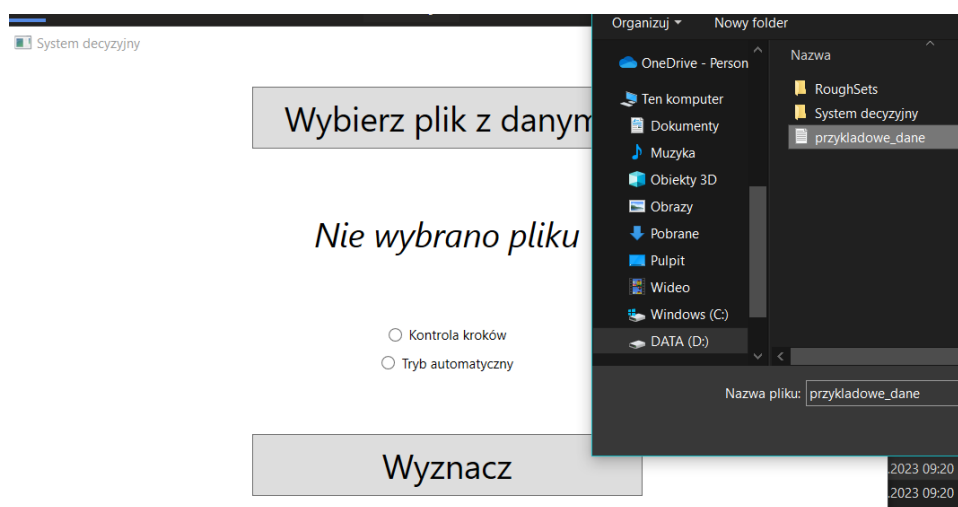 System decyzyjny
Wybierz plik z danym
Nie wybrano pliku
Kontrola kroków
Tryb automatyczny
Wyznacz
Organizuj
Nowy folder
OneDrive - Person
Ten komputer
Dokumenty
Muzyka
Obiekty 3D
Obrazy
Pobrane
Pulpit
Wideo
Windows (C:)
DATA (D:)
Nazwa
RoughSets
System decyzyjny
przykladowe_dane
Nazwa pliku: przykladowe_dane
.2023 09:20
.2023 09:20